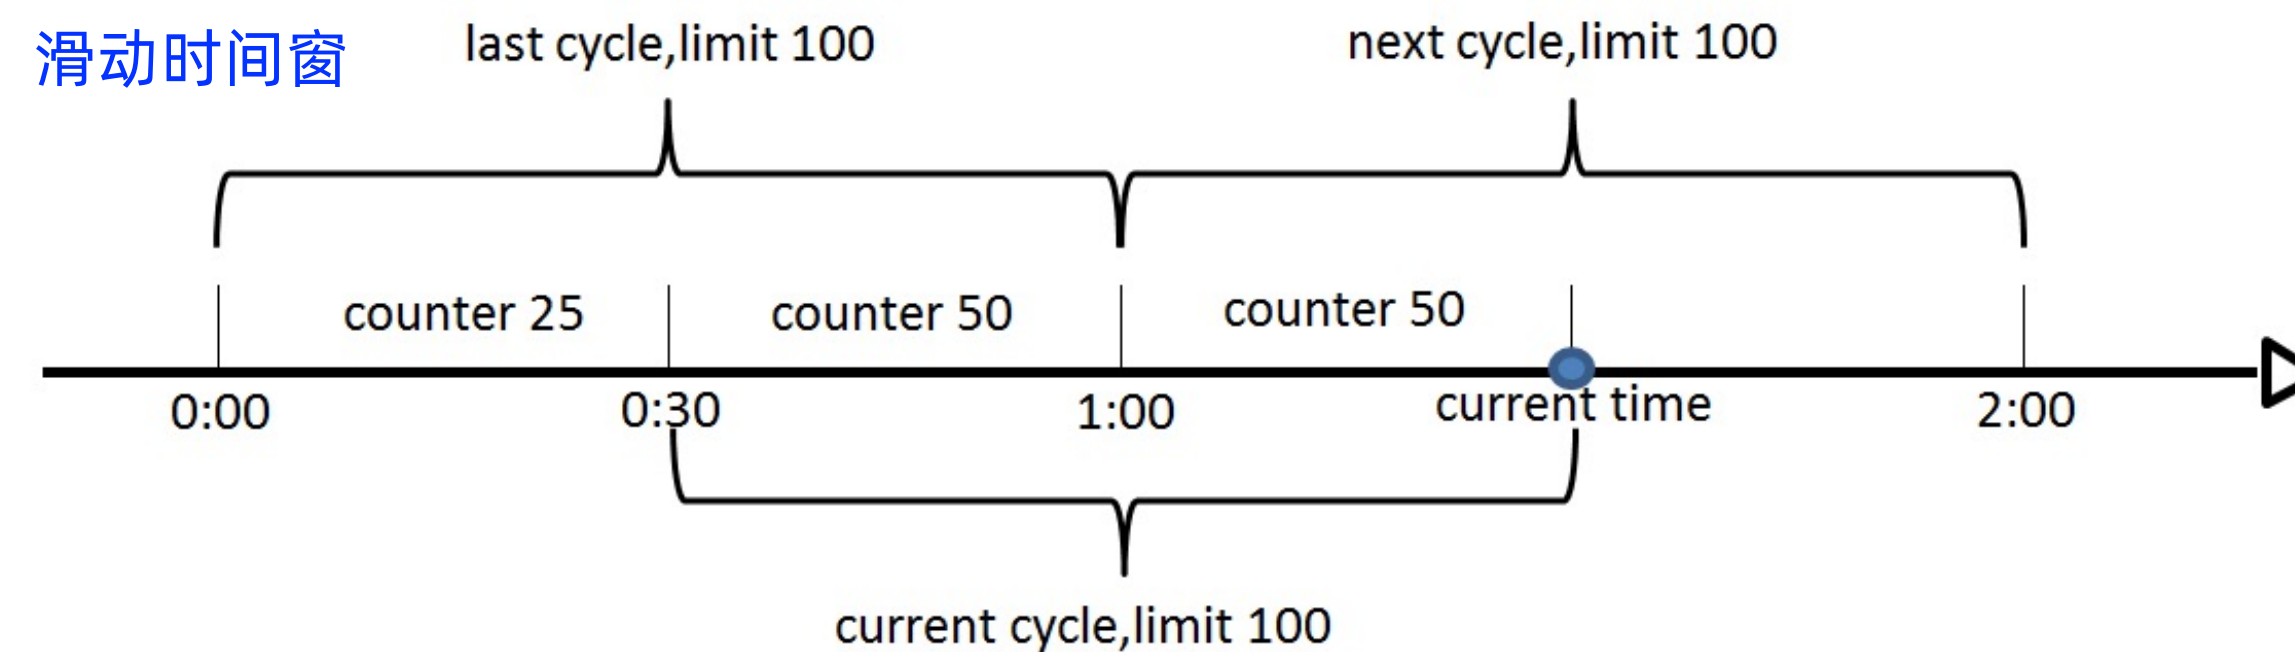 滑动时间窗
last cycle,limit 100
next cycle,limit 100
counter 25
counter 50
counter 50
0:00
0:30
1:00
current time
2:00
current cycle,limit 100